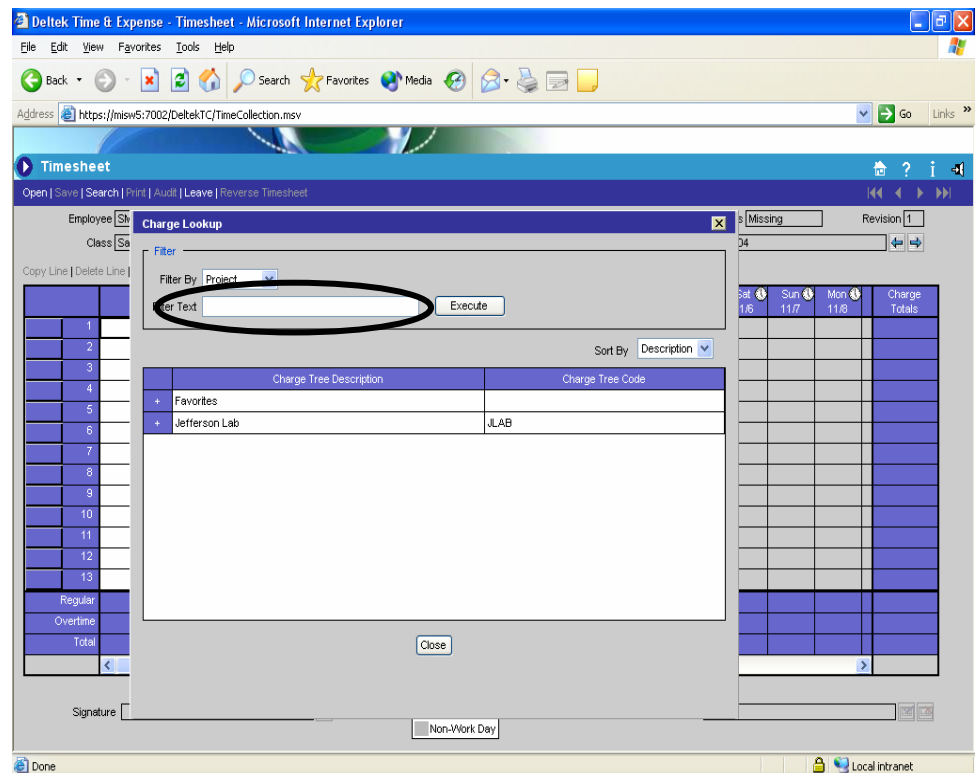 Deltek Time & Expense - Timesheet - Microsoft Internet Explorer
File Edit View Favorites Tools Help
Back Search Favorites Media
Address https://misw5:7002/DeltekTC/TimeCollection.msv Go Links »
Timesheet
Open | Save | Search | Print | Audit | Leave | Reverse Timesheet
Employee Missing Revision 1
Charge Lookup
Class 04
Filter
Copy Line | Delete Line |
Filter By Project
Text Execute
Sat Sun Mon Charge
11/7 11/8 Totals
Sort By Description
Charge Tree Description Charge Tree Code
+ Favorites
+ Jefferson Lab JLAB
1
2
3
4
5
6
7
8
9
10
11
12
13
Regular
Overtime
Total
Close
Signature
Non-Work Day
Done Local intranet